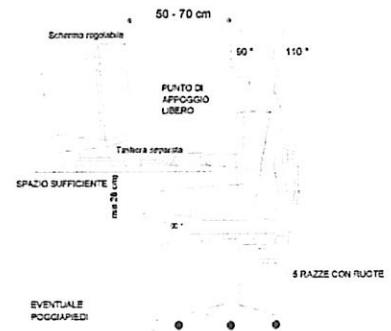 50 - 70 cm
Schermo regolabile
90 ° 110 °
PUNTO DI
APPOGGIO
LIBERO
Tastiera separata
SPAZIO SUFFICIENTE
90 °
5 RAZZE CON RUOTE
EVENTUALE
POGGIAPIEDI